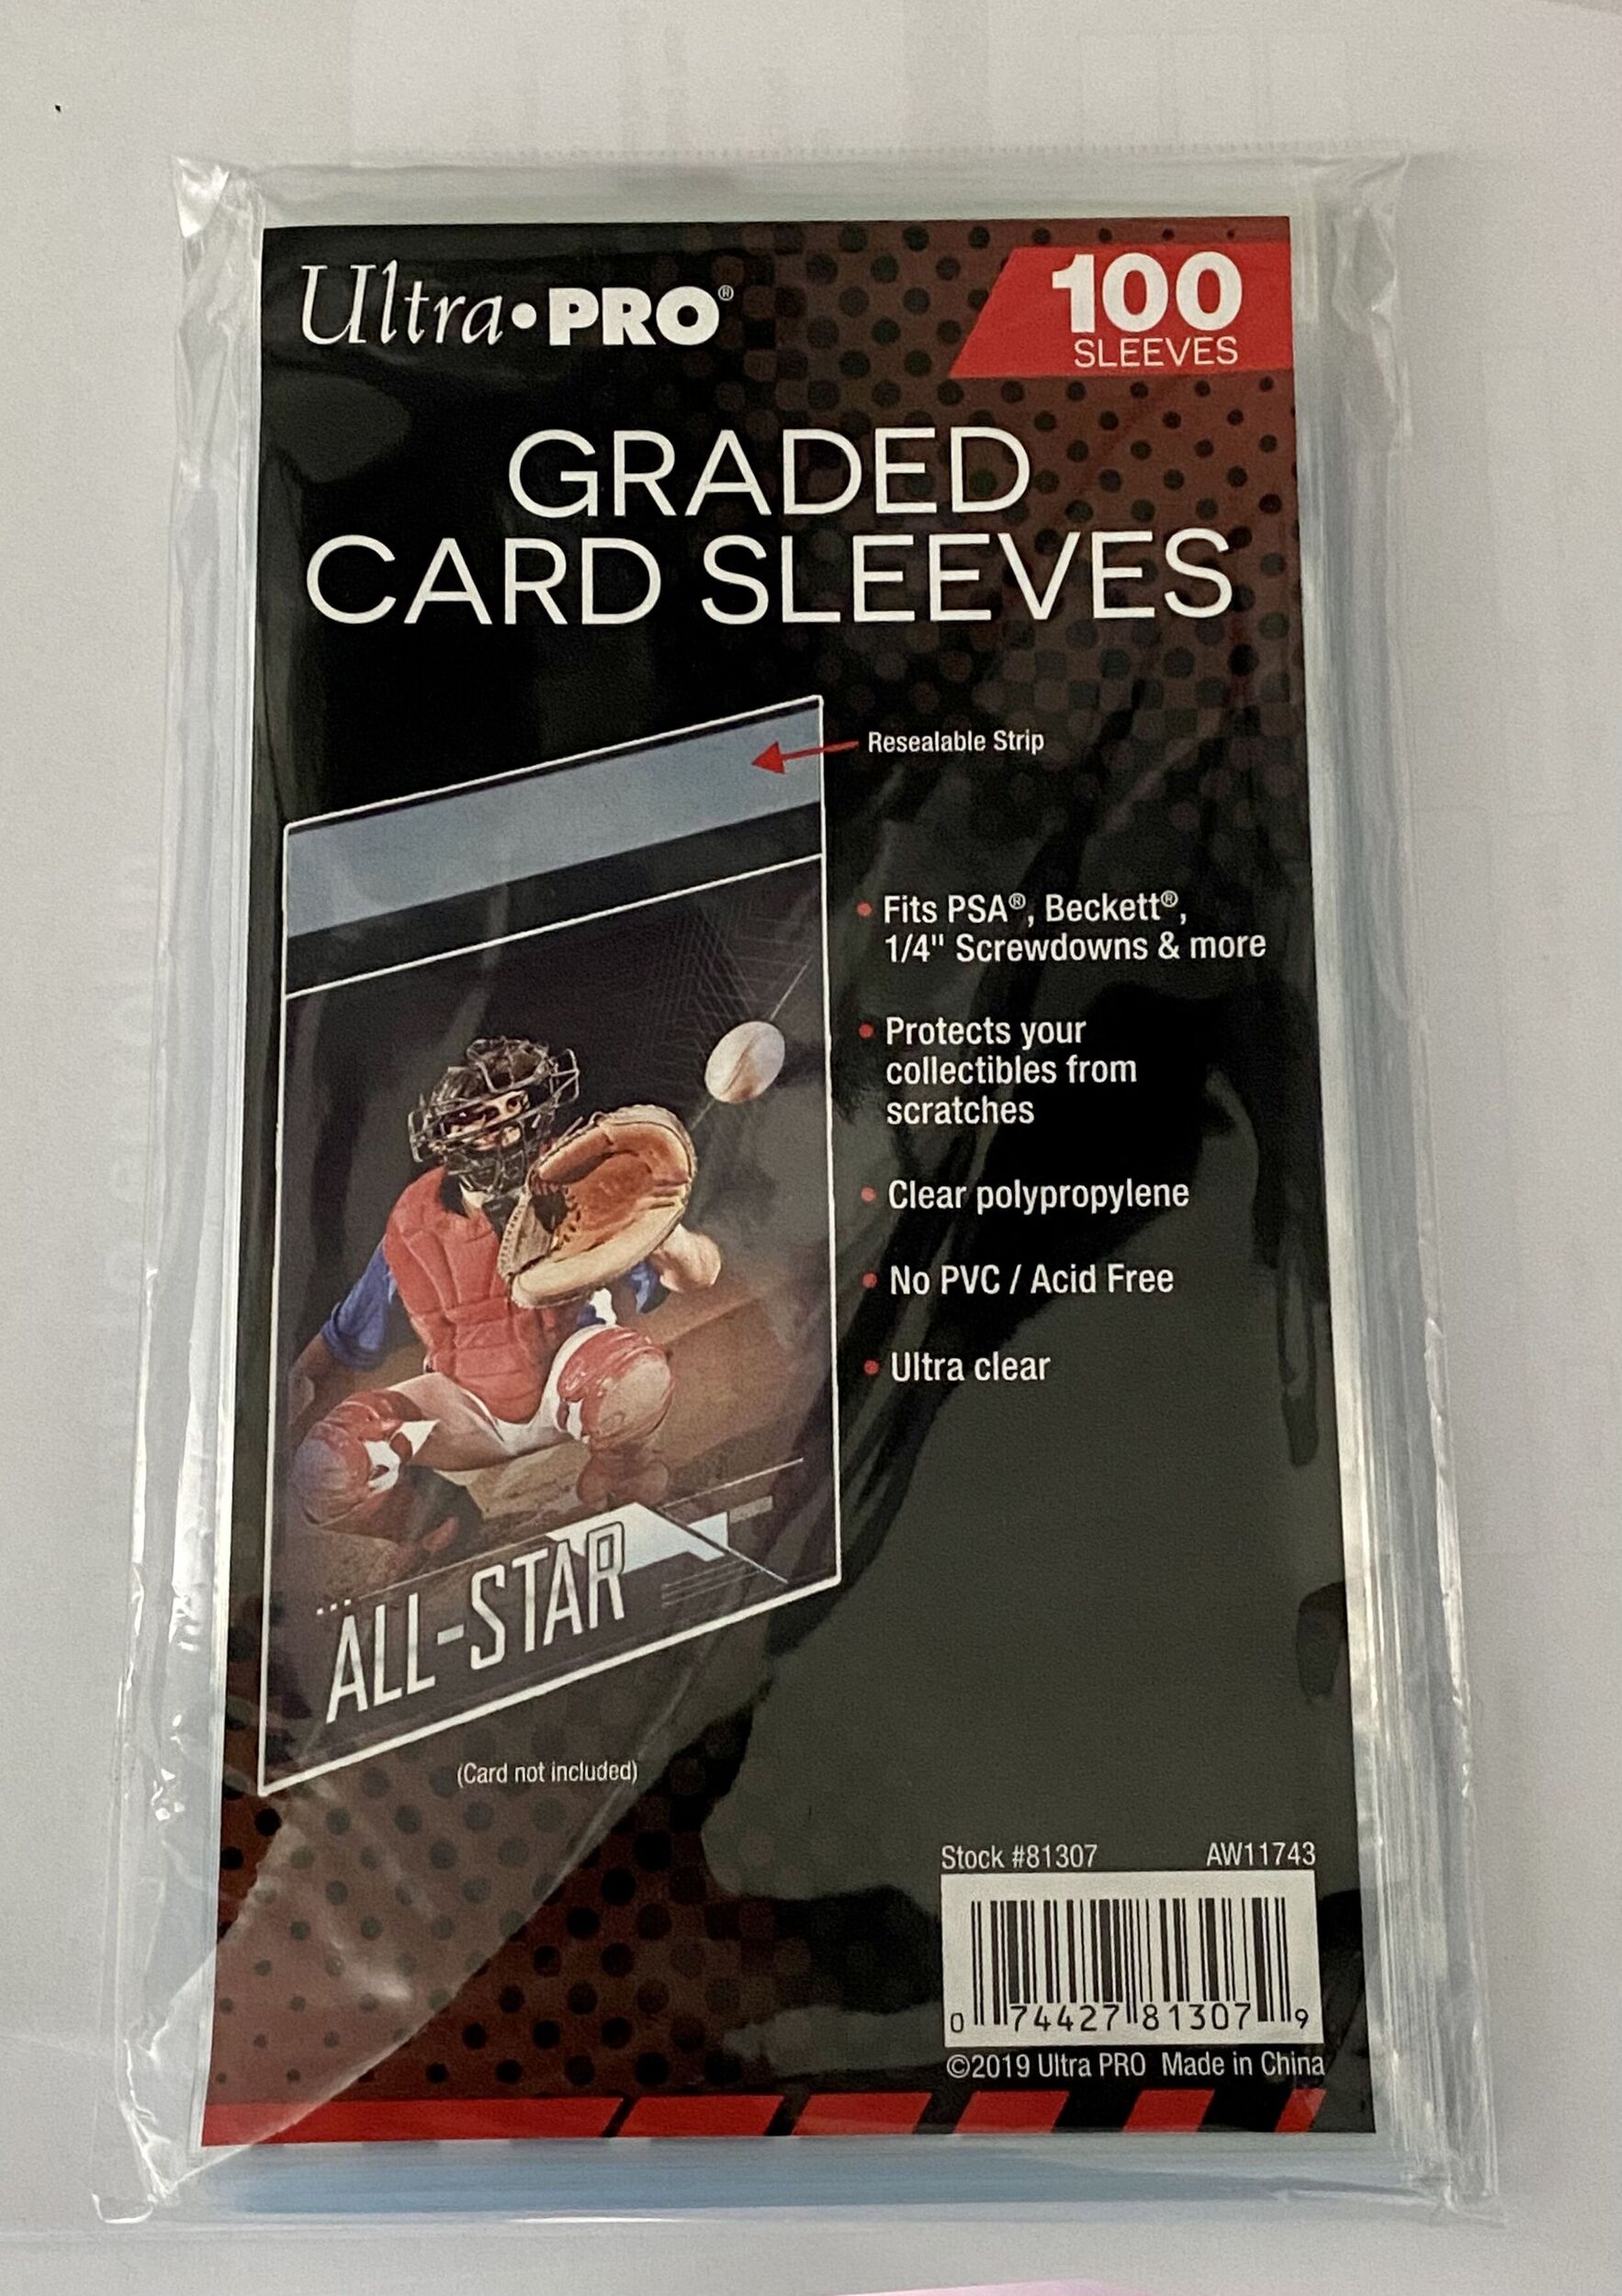 Ultra•PRO®
100
SLEEVES
GRADED
CARD SLEEVES
Resealable Strip
• Fits PSA®, Beckett®,
1/4" Screwdowns & more
• Protects your
collectibles from
scratches
• Clear polypropylene
• No PVC / Acid Free
• Ultra clear
ALL-STAR
(Card not included)
Stock #81307 AW11743
0 74427 81307 9
©2019 Ultra PRO Made in China